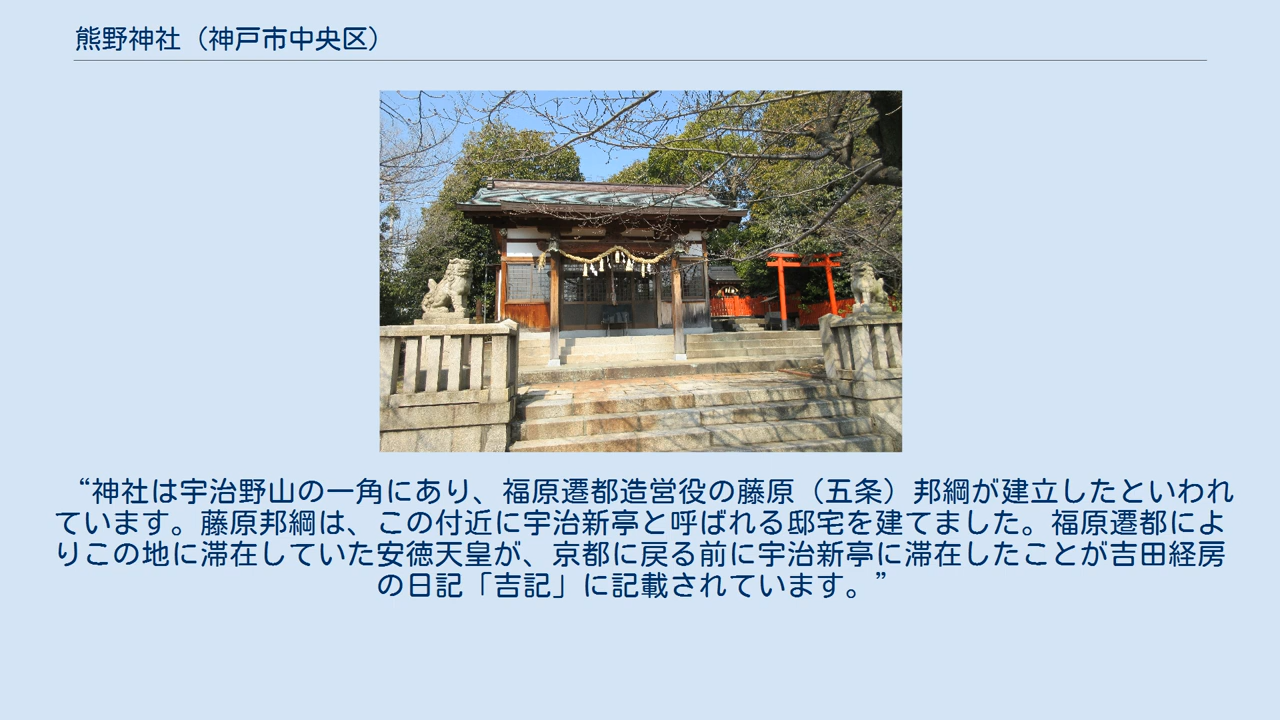 熊野神社（神戸市中央区）
“神社は宇治野山の一角にあり、福原遷都造営役の藤原（五条）邦綱が建立したといわれ
ています。藤原邦綱は、この付近に宇治新亭と呼ばれる邸宅を建てました。福原遷都によ
りこの地に滞在していた安徳天皇が、京都に戻る前に宇治新亭に滞在したことが吉田経房
の日記「吉記」に記載されています。”